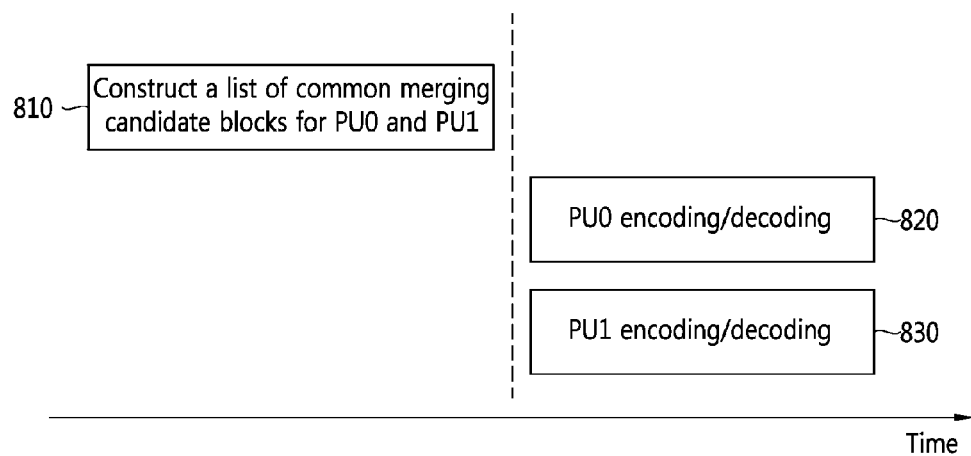 Construct a list of common merging
810 candidate blocks for PU0 and PU1
PU0 encoding/decoding 820
PU1 encoding/decoding 830
Time